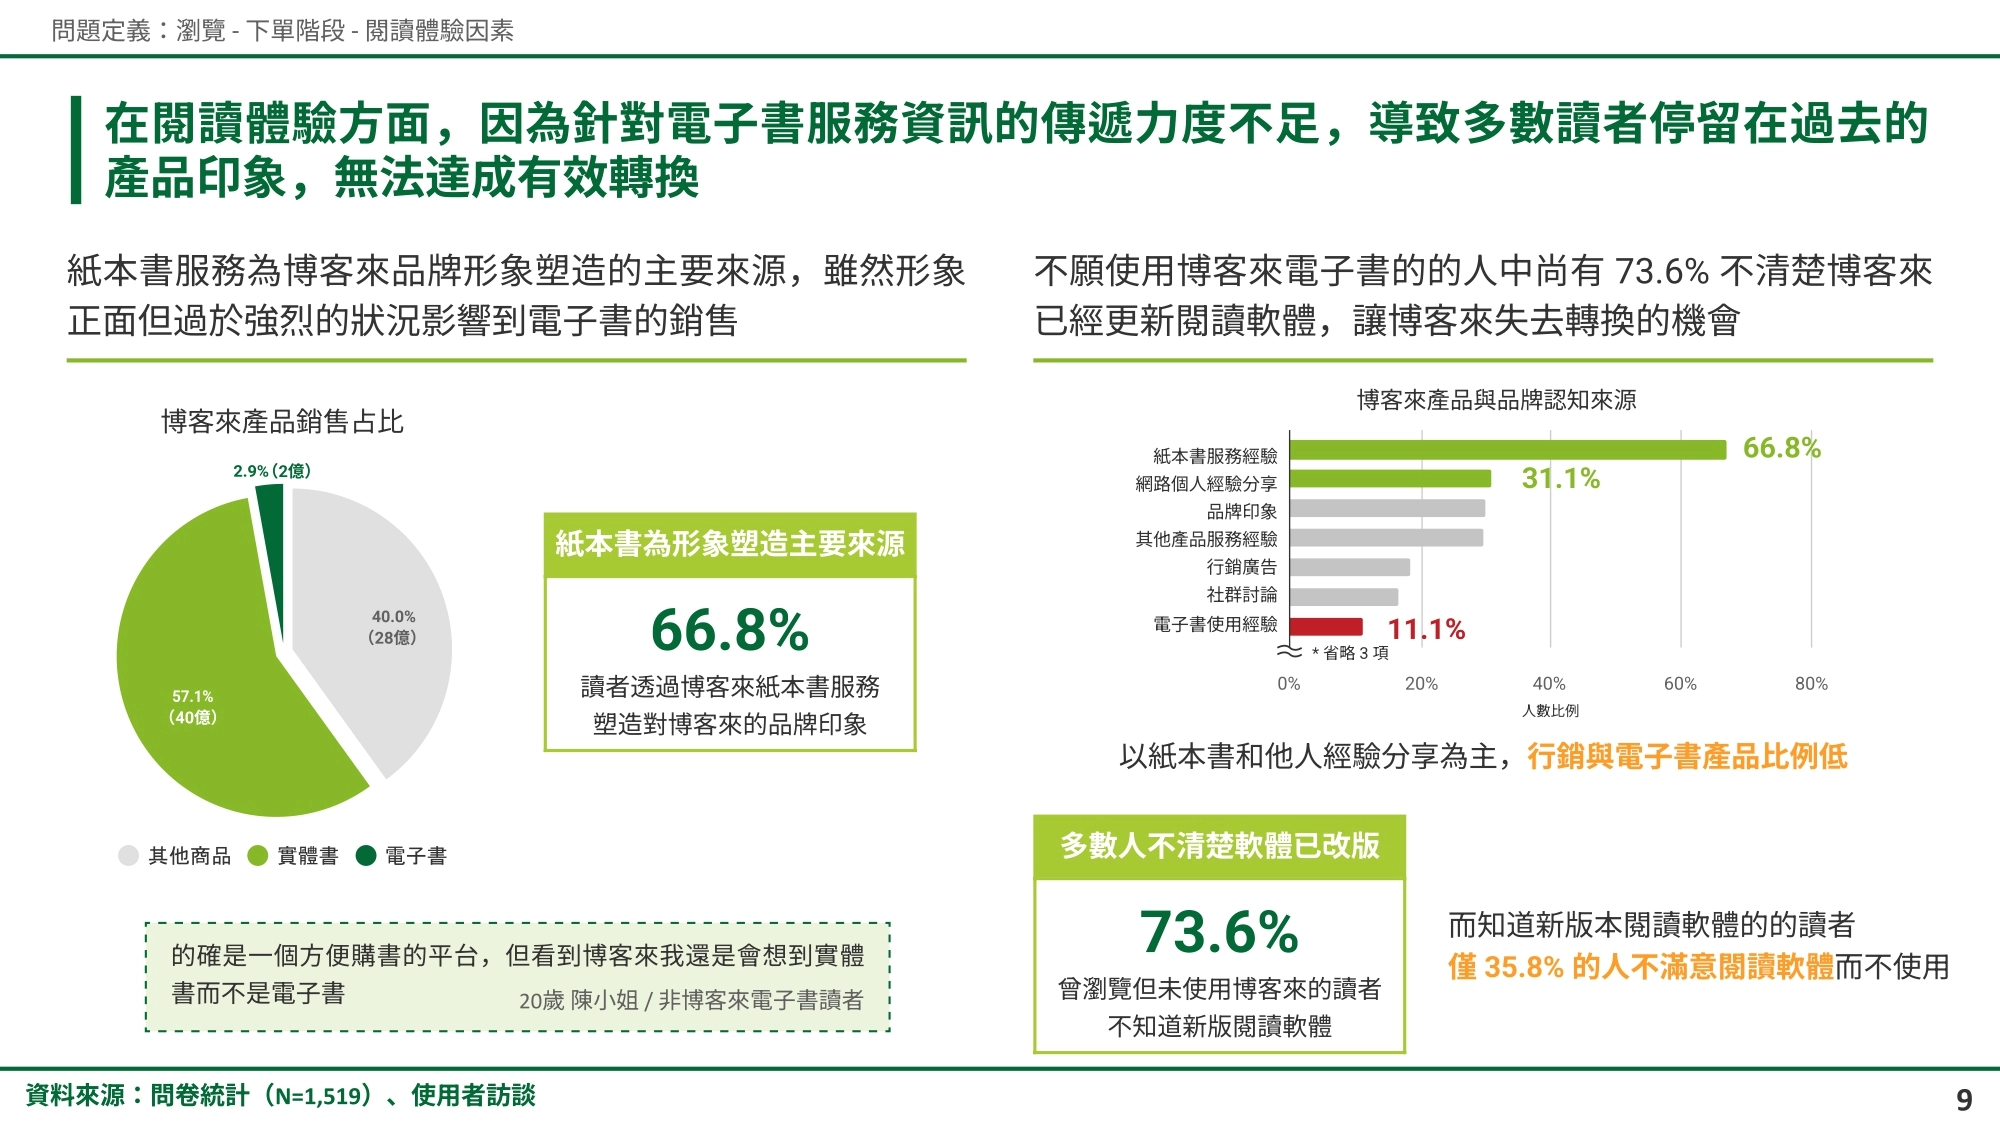 問題定義：瀏覽 - 下單階段 - 閱讀體驗因素
在閱讀體驗方面，因為針對電子書服務資訊的傳遞力度不足，導致多數讀者停留在過去的
產品印象，無法達成有效轉換
紙本書服務為博客來品牌形象塑造的主要來源，雖然形象
正面但過於強烈的狀況影響到電子書的銷售
博客來產品銷售占比
2.9%（2億）
40.0%
（28億）
57.1%
（40億）
其他商品 實體書 電子書
紙本書為形象塑造主要來源
66.8%
讀者透過博客來紙本書服務
塑造對博客來的品牌印象
的確是一個方便購書的平台，但看到博客來我還是會想到實體
書而不是電子書
20歲 陳小姐 / 非博客來電子書讀者
不願使用博客來電子書的的人中尚有 73.6% 不清楚博客來
已經更新閱讀軟體，讓博客來失去轉換的機會
博客來產品與品牌認知來源
紙本書服務經驗 66.8%
網路個人經驗分享 31.1%
品牌印象
其他產品服務經驗
行銷廣告
社群討論
電子書使用經驗 11.1%
* 省略 3 項
0% 20% 40% 60% 80%
人數比例
以紙本書和他人經驗分享為主，行銷與電子書產品比例低
多數人不清楚軟體已改版
73.6%
曾瀏覽但未使用博客來的讀者
不知道新版閱讀軟體
而知道新版本閱讀軟體的的讀者
僅 35.8% 的人不滿意閱讀軟體而不使用
資料來源：問卷統計（N=1,519）、使用者訪談
9